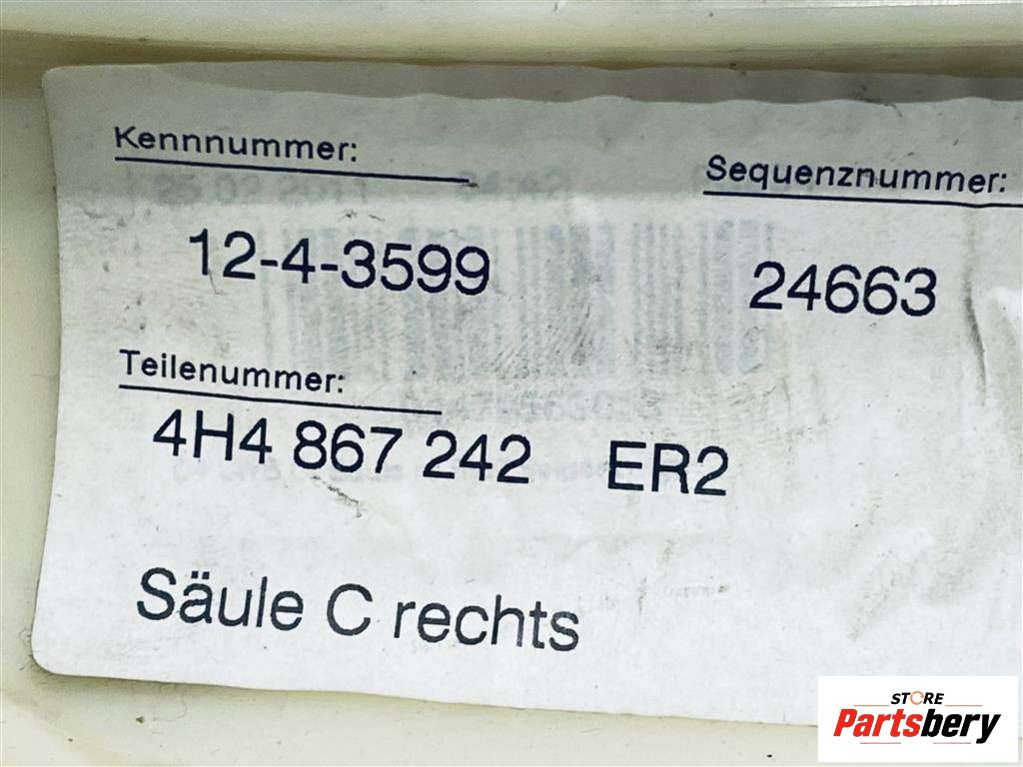 Kennnummer:
Sequenznummer:
12-4-3599
24663
Teilenummer:
4H4 867 242 ER2
Säule C rechts
STORE
Partsbery